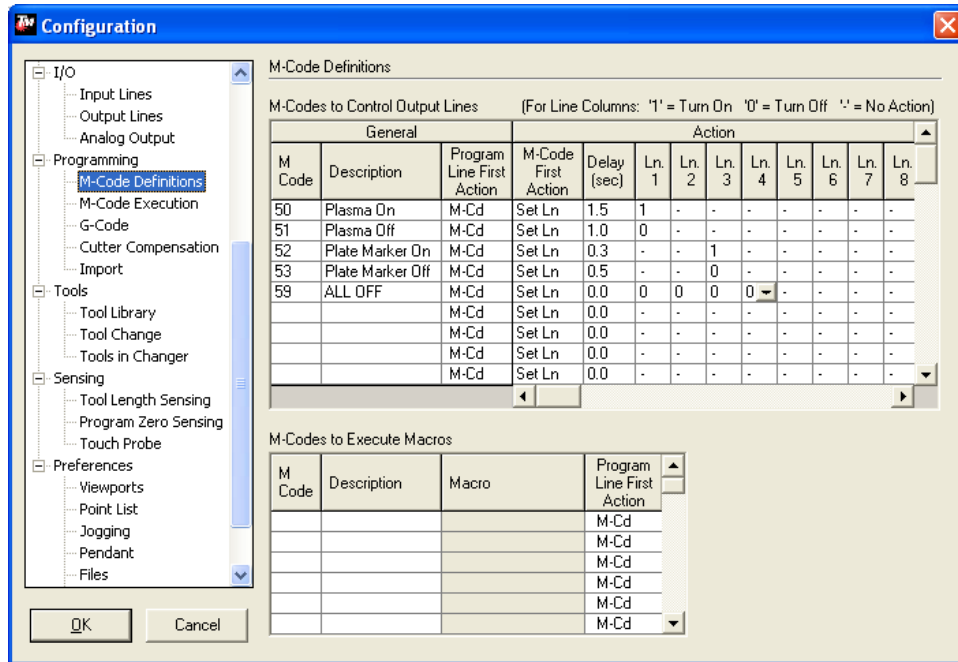 TM Configuration
I/O
Input Lines
Output Lines
Analog Output
Programming
M-Code Definitions
M-Code Execution
G-Code
Cutter Compensation
Import
Tools
Tool Library
Tool Change
Tools in Changer
Sensing
Tool Length Sensing
Program Zero Sensing
Touch Probe
Preferences
Viewports
Point List
Jogging
Pendant
Files
OK Cancel
M-Code Definitions
M-Codes to Control Output Lines (For Line Columns: '1' = Turn On '0' = Turn Off '-' = No Action)
General Action
M Code Description Program Line First Action M-Code First Action Delay (sec) Ln. 1 Ln. 2 Ln. 3 Ln. 4 Ln. 5 Ln. 6 Ln. 7 Ln. 8
50 Plasma On M-Cd Set Ln 1.5 1 - - - - - - -
51 Plasma Off M-Cd Set Ln 1.0 0 - - - - - - -
52 Plate Marker On M-Cd Set Ln 0.3 - - 1 - - - - -
53 Plate Marker Off M-Cd Set Ln 0.5 - - 0 - - - - -
59 ALL OFF M-Cd Set Ln 0.0 0 0 0 0 - - - -
M-Cd Set Ln 0.0 - - - - - - - -
M-Cd Set Ln 0.0 - - - - - - - -
M-Cd Set Ln 0.0 - - - - - - - -
M-Cd Set Ln 0.0 - - - - - - - -
M-Codes to Execute Macros
M Code Description Macro Program Line First Action
M-Cd
M-Cd
M-Cd
M-Cd
M-Cd
M-Cd